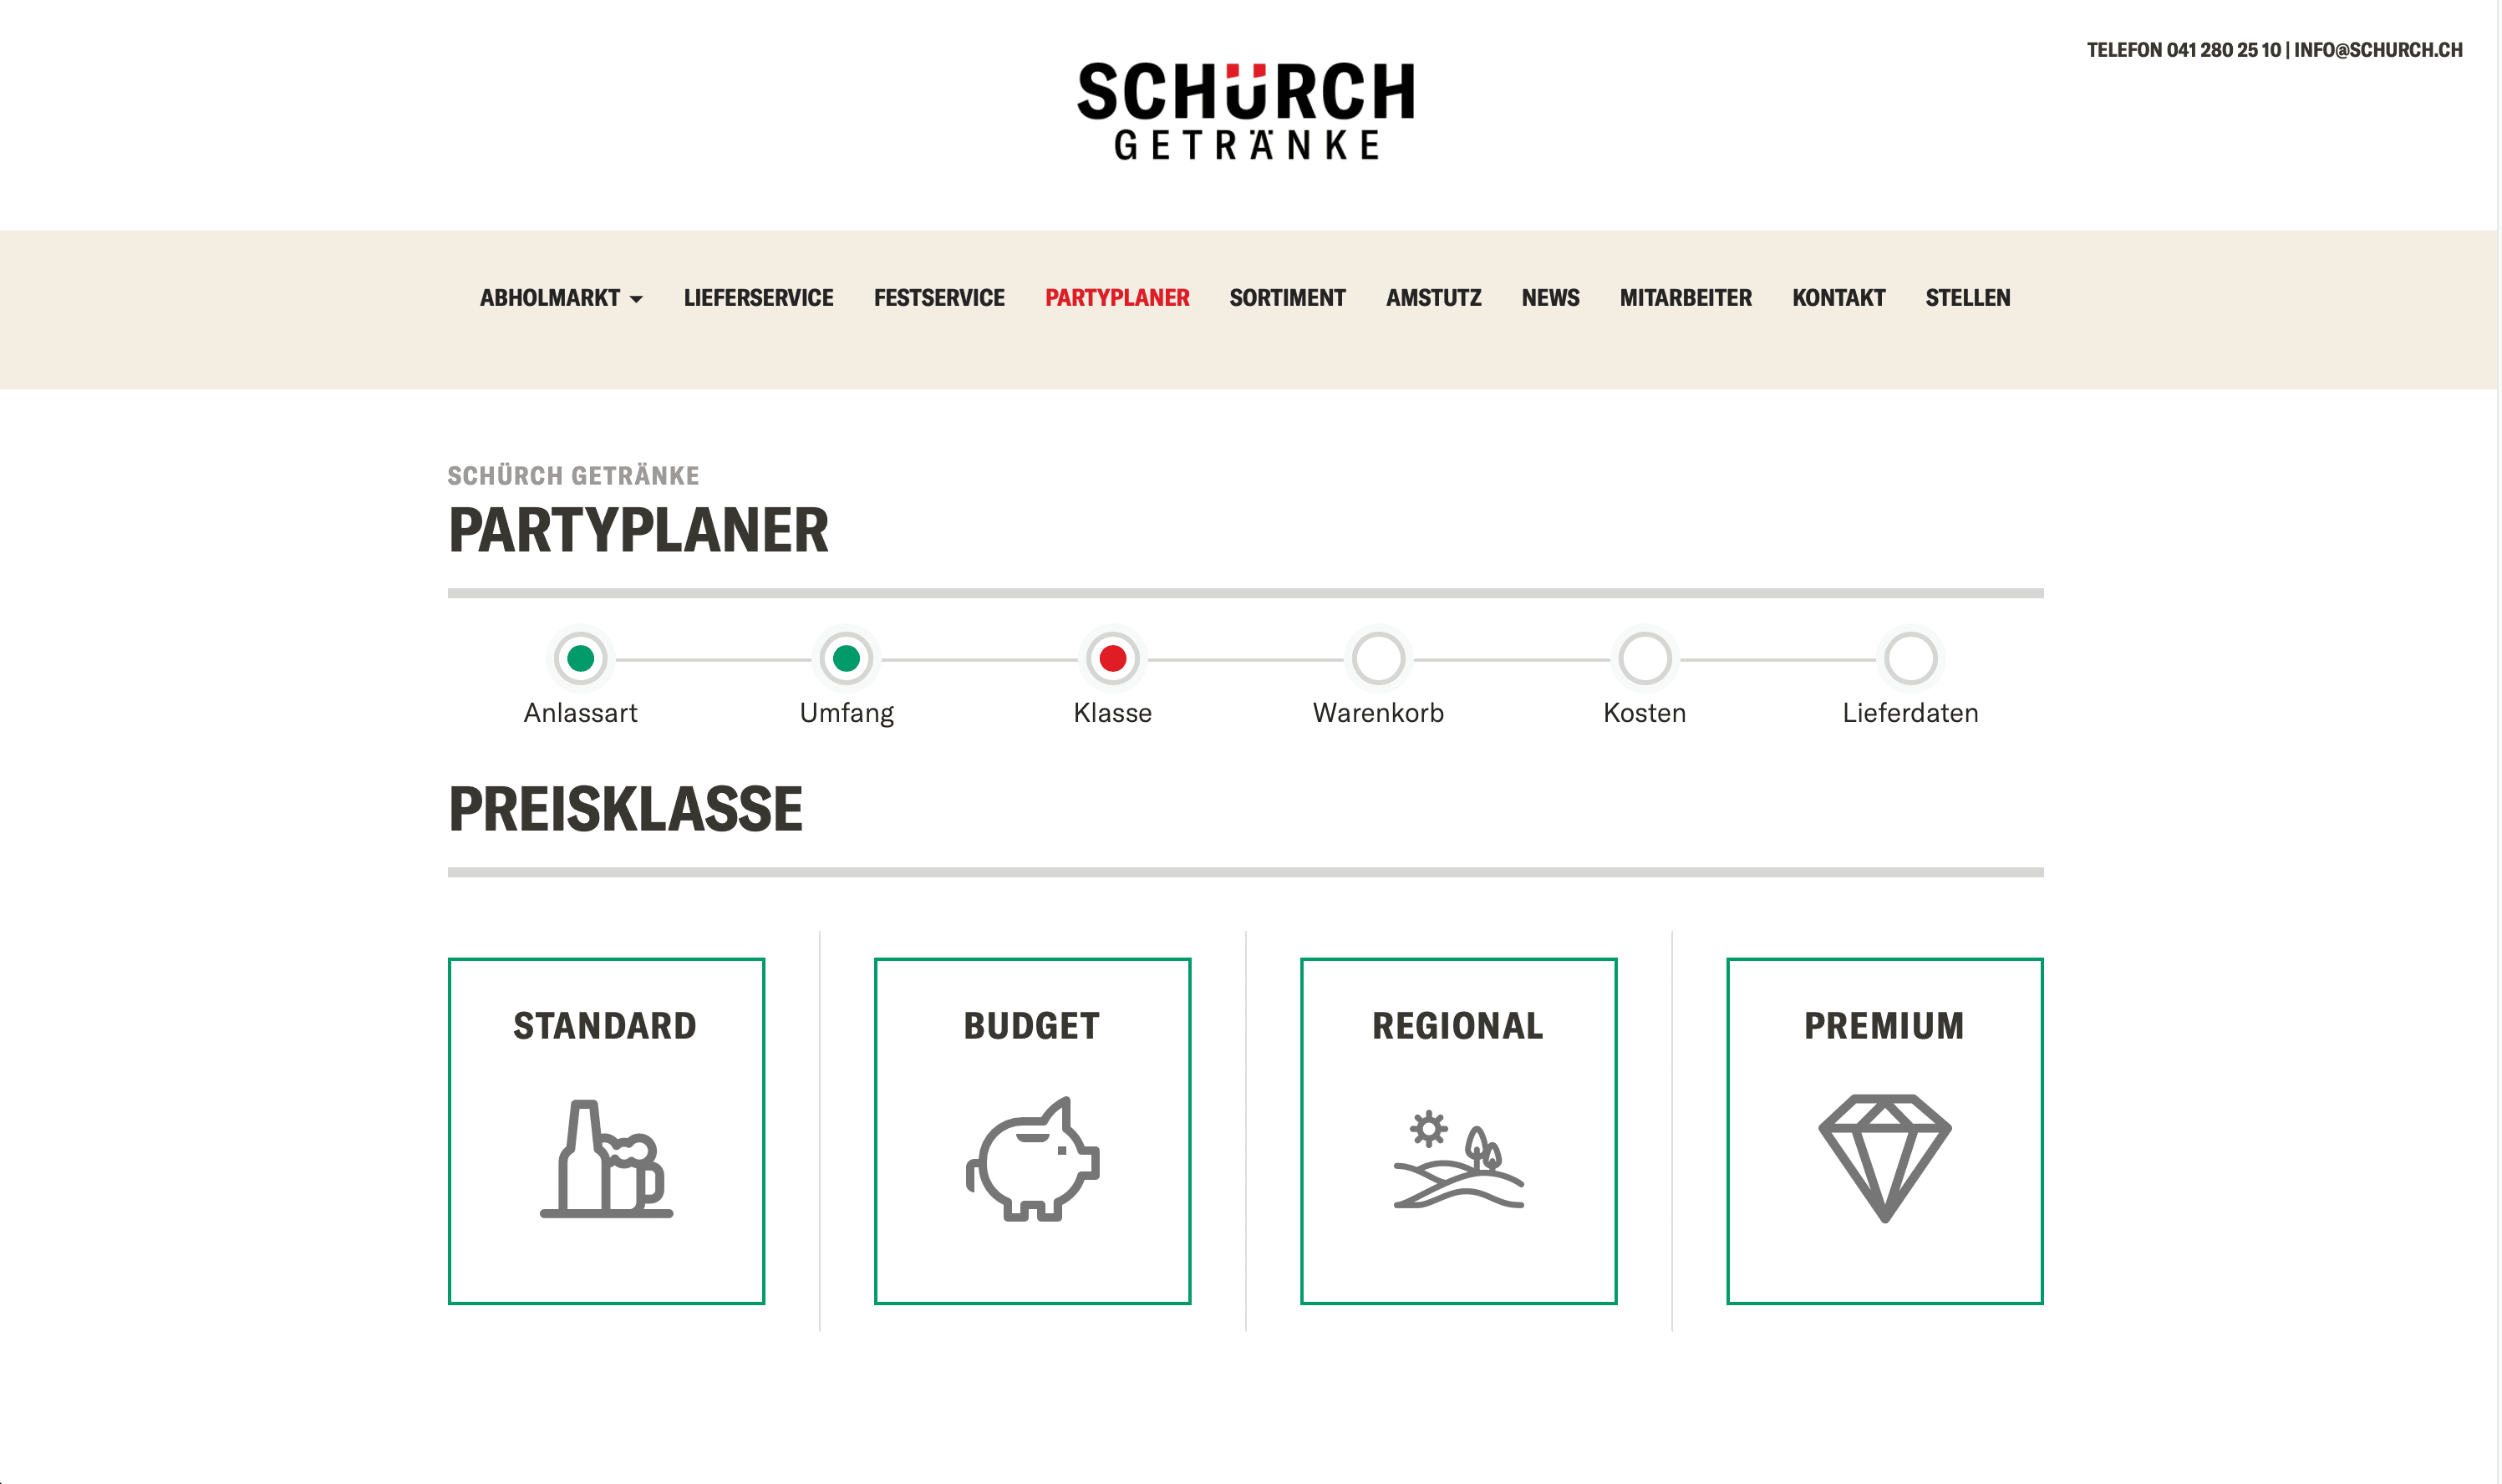 TELEFON 041 280 25 10 | INFO@SCHURCH.CH
SCHÜRCH
GETRÄNKE
ABHOLMARKT LIEFERSERVICE FESTSERVICE PARTYPLANER SORTIMENT AMSTUTZ NEWS MITARBEITER KONTAKT STELLEN
SCHÜRCH GETRÄNKE
PARTYPLANER
Anlassart Umfang Klasse Warenkorb Kosten Lieferdaten
PREISKLASSE
STANDARD BUDGET REGIONAL PREMIUM